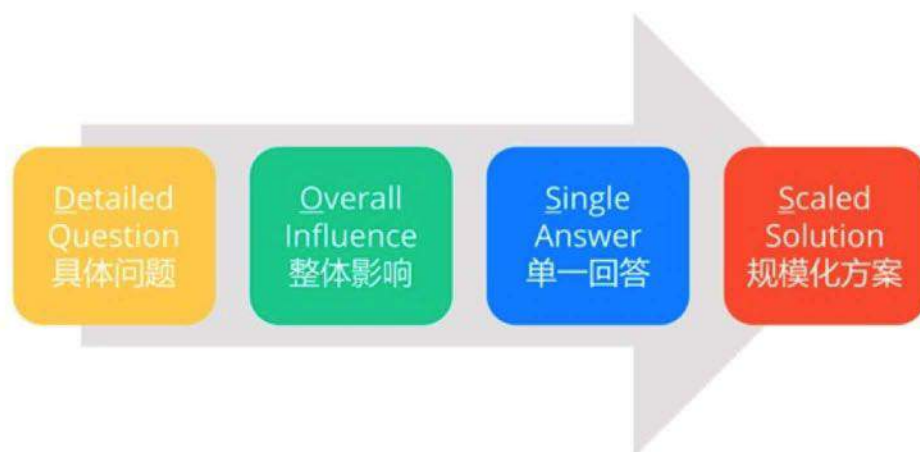 Detailed
Question
具体问题
Overall
Influence
整体影响
Single
Answer
单一回答
Scaled
Solution
规模化方案